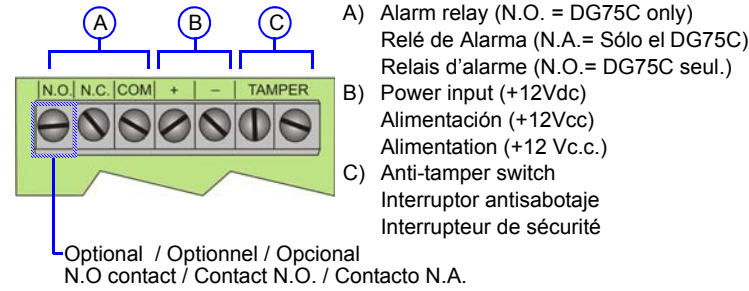 A B C
N.O. N.C. COM + – TAMPER
A) Alarm relay (N.O. = DG75C only)
Relé de Alarma (N.A.= Sólo el DG75C)
Relais d'alarme (N.O.= DG75C seul.)
B) Power input (+12Vdc)
Alimentación (+12Vcc)
Alimentation (+12 Vc.c.)
C) Anti-tamper switch
Interruptor antisabotaje
Interrupteur de sécurité
Optional / Optionnel / Opcional
N.O contact / Contact N.O. / Contacto N.A.